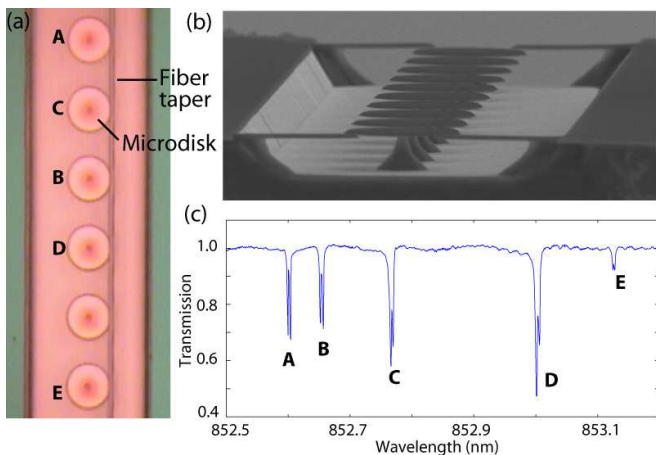 (a)
A
Fiber
taper
C
Microdisk
B
D
E
(b)
(c)
Transmission
1.0
0.8
0.6
0.4
A
B
C
D
E
852.5
852.7
852.9
853.1
Wavelength (nm)